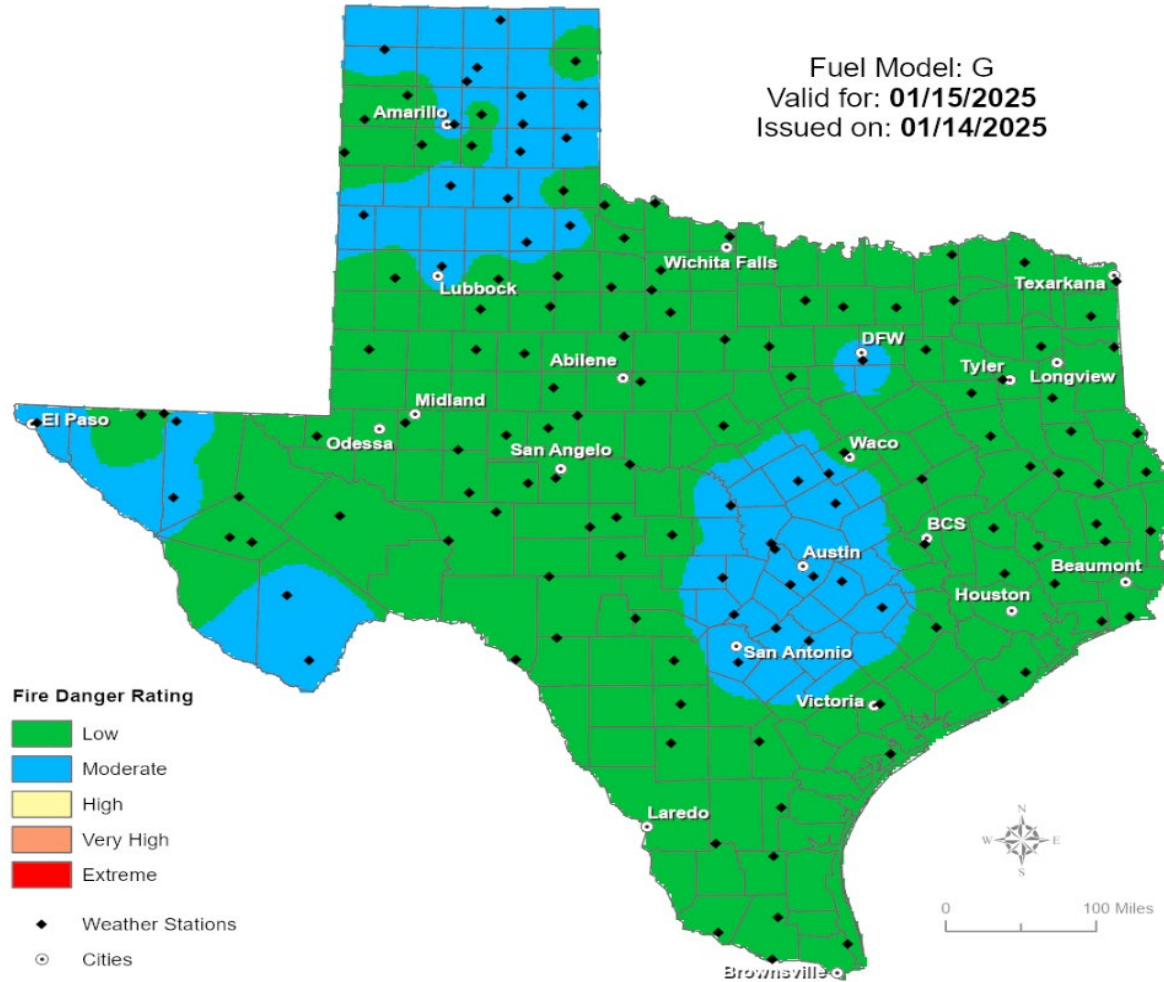 Fuel Model: G
Valid for: 01/15/2025
Issued on: 01/14/2025
Amarillo
Lubbock
Wichita Falls
Texarkana
DFW
Abilene
Tyler
Longview
Midland
El Paso
Odessa
San Angelo
Waco
BCS
Austin
Beaumont
Houston
San Antonio
Victoria
Fire Danger Rating
Low
Moderate
High
Very High
Extreme
Weather Stations
Cities
Laredo
Brownsville
N
W
E
S
0 100 Miles